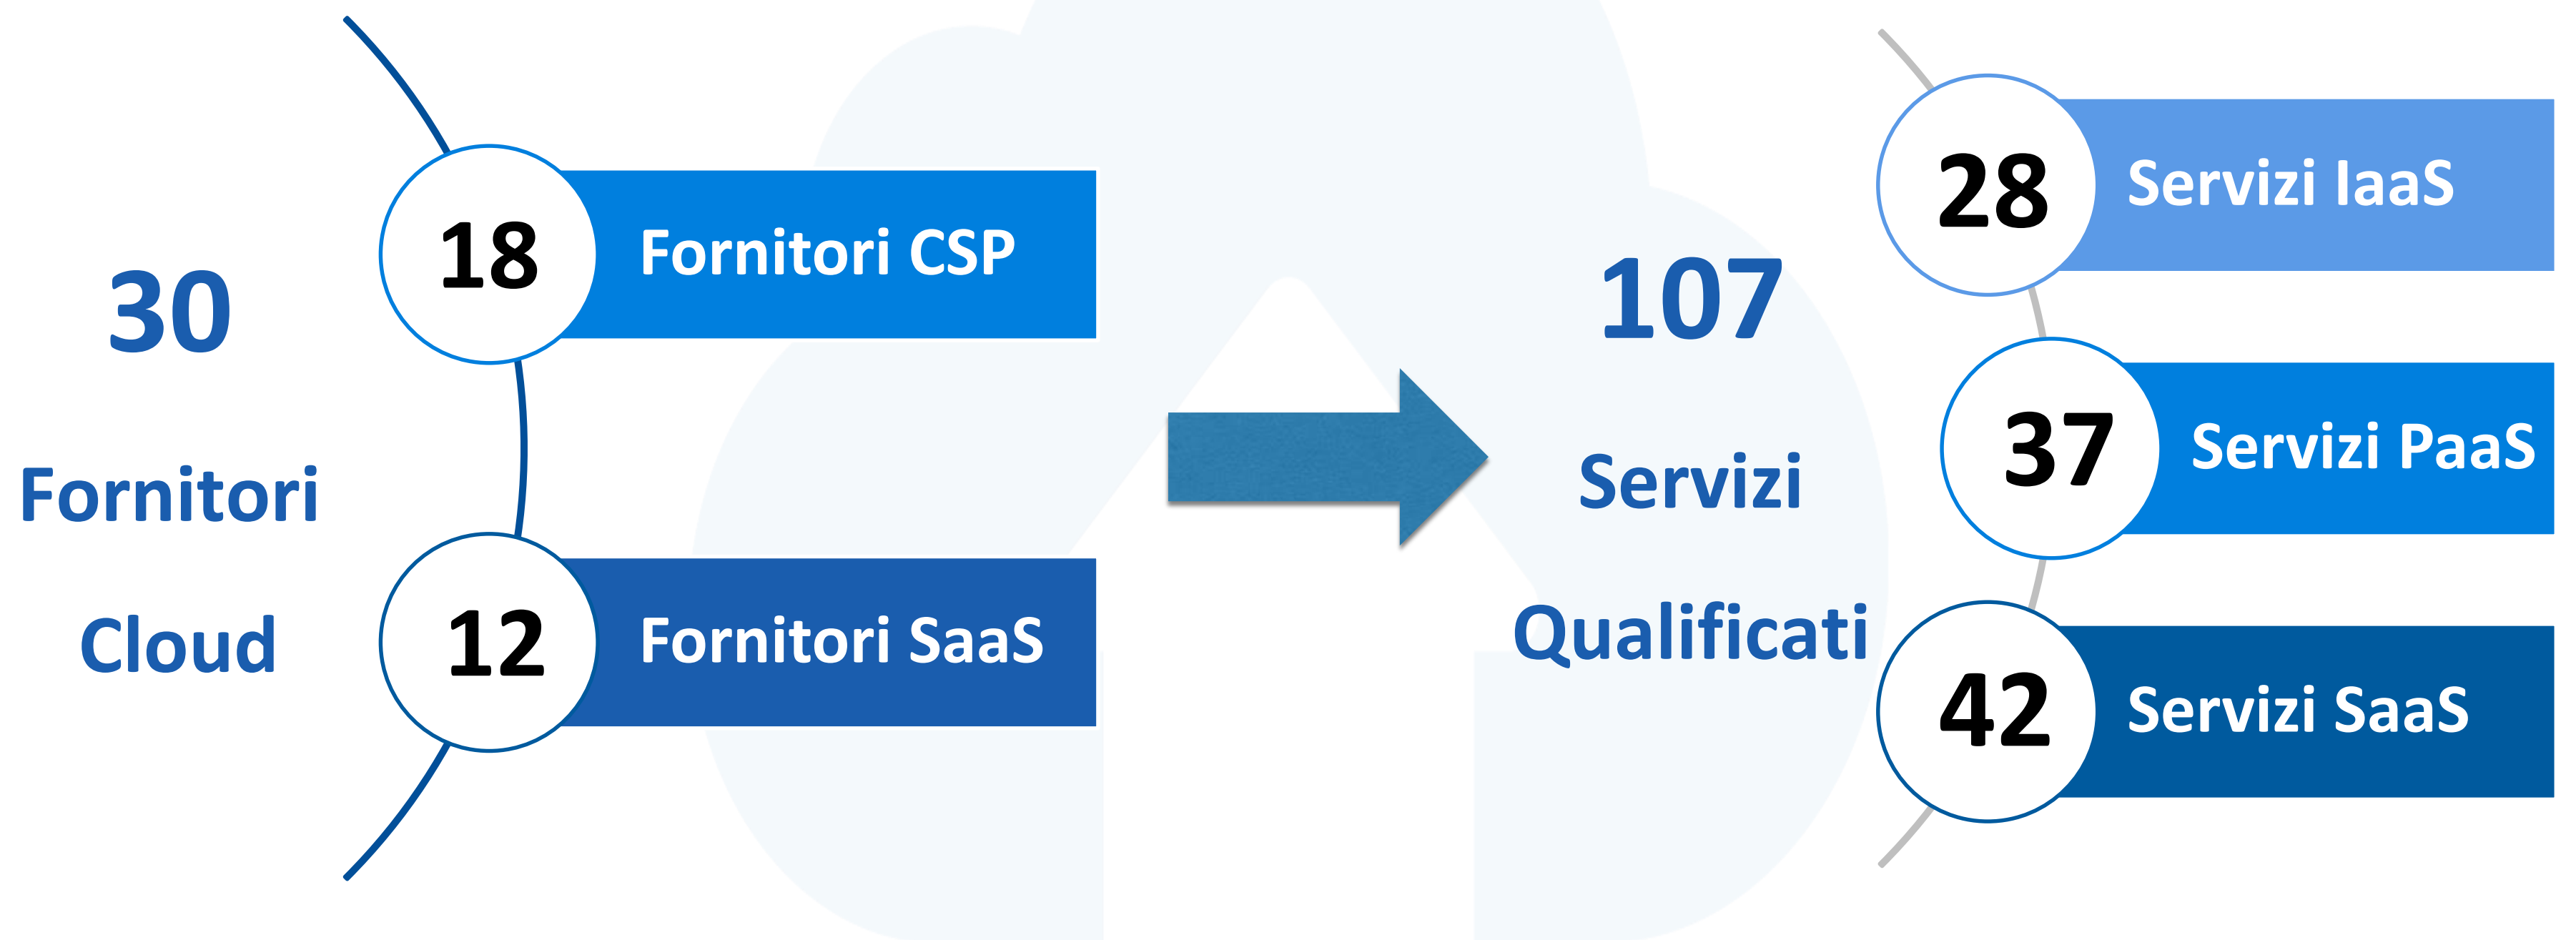 30
Fornitori
Cloud
18
Fornitori CSP
12
Fornitori SaaS
107
Servizi
Qualificati
28
Servizi IaaS
37
Servizi PaaS
42
Servizi SaaS